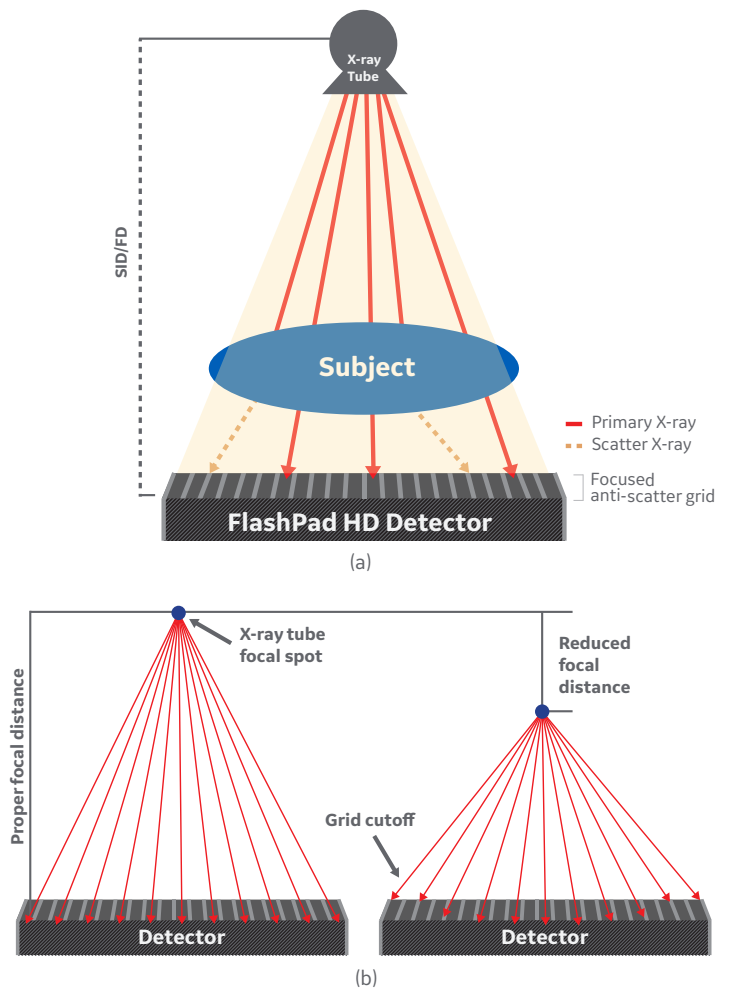 X-ray
Tube
SID/FD
Subject
Primary X-ray
Scatter X-ray
Focused
anti-scatter grid
FlashPad HD Detector
(a)
X-ray tube
focal spot
Reduced
focal
distance
Proper focal distance
Grid cutoff
Detector
Detector
(b)